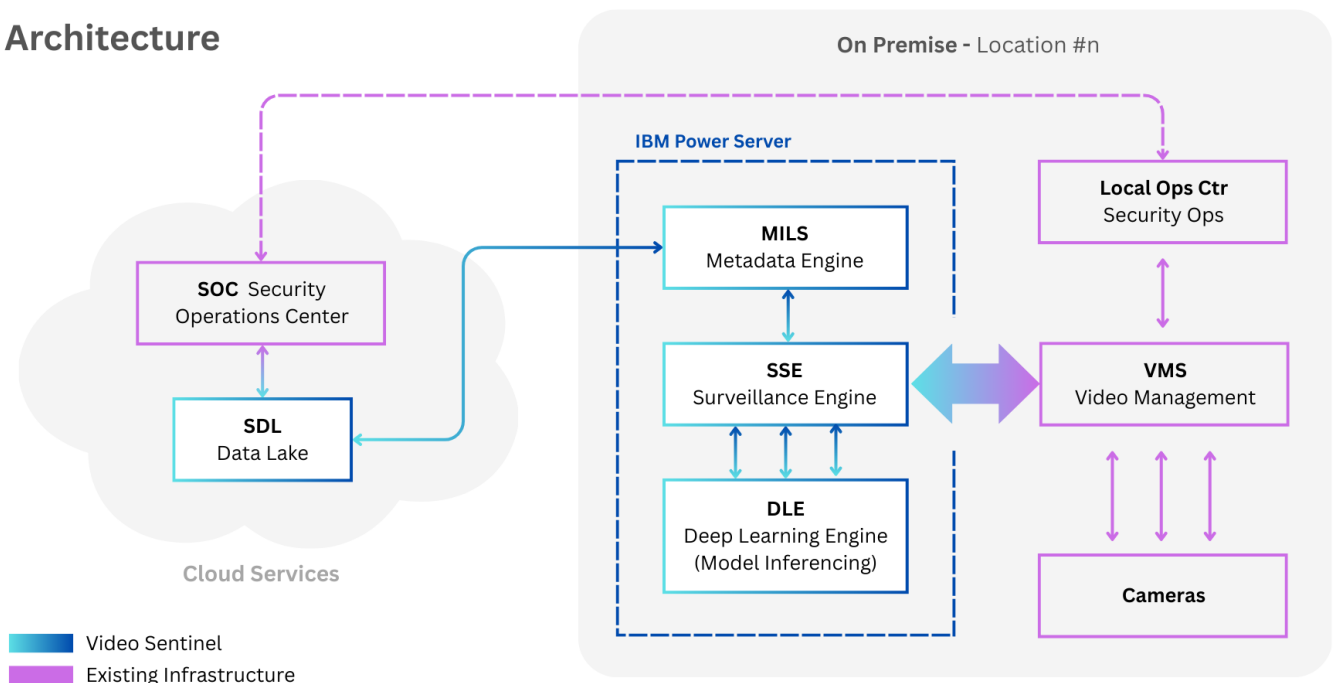 Architecture
On Premise - Location #n
IBM Power Server
Local Ops Ctr
Security Ops
MILS
Metadata Engine
SOC Security
Operations Center
SSE
Surveillance Engine
VMS
Video Management
SDL
Data Lake
DLE
Deep Learning Engine
(Model Inferencing)
Cameras
Cloud Services
Video Sentinel
Existing Infrastructure